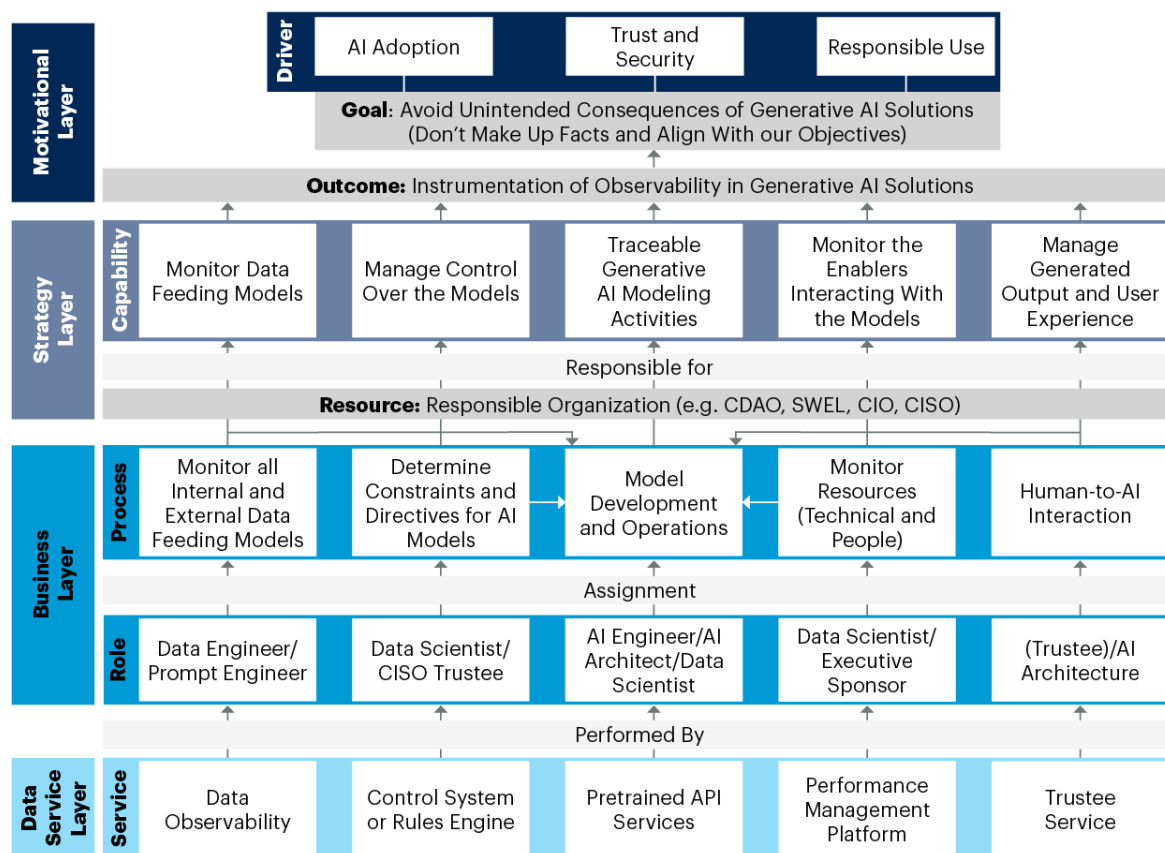 Motivational
Layer
Driver
AI Adoption
Trust and
Security
Responsible Use
Goal: Avoid Unintended Consequences of Generative AI Solutions
(Don't Make Up Facts and Align With our Objectives)
Outcome: Instrumentation of Observability in Generative AI Solutions
Strategy
Layer
Capability
Monitor Data
Feeding Models
Manage Control
Over the Models
Traceable
Generative
AI Modeling
Activities
Monitor the
Enablers
Interacting With
the Models
Manage
Generated
Output and User
Experience
Responsible for
Resource: Responsible Organization (e.g. CDAO, SWEL, CIO, CISO)
Business
Layer
Process
Monitor all
Internal and
External Data
Feeding Models
Determine
Constraints and
Directives for AI
Models
Model
Development
and Operations
Monitor
Resources
(Technical and
People)
Human-to-AI
Interaction
Assignment
Role
Data Engineer/
Prompt Engineer
Data Scientist/
CISO Trustee
AI Engineer/AI
Architect/Data
Scientist
Data Scientist/
Executive
Sponsor
(Trustee)/AI
Architecture
Performed By
Data
Service
Layer
Service
Data
Observability
Control System
or Rules Engine
Pretrained API
Services
Performance
Management
Platform
Trustee
Service